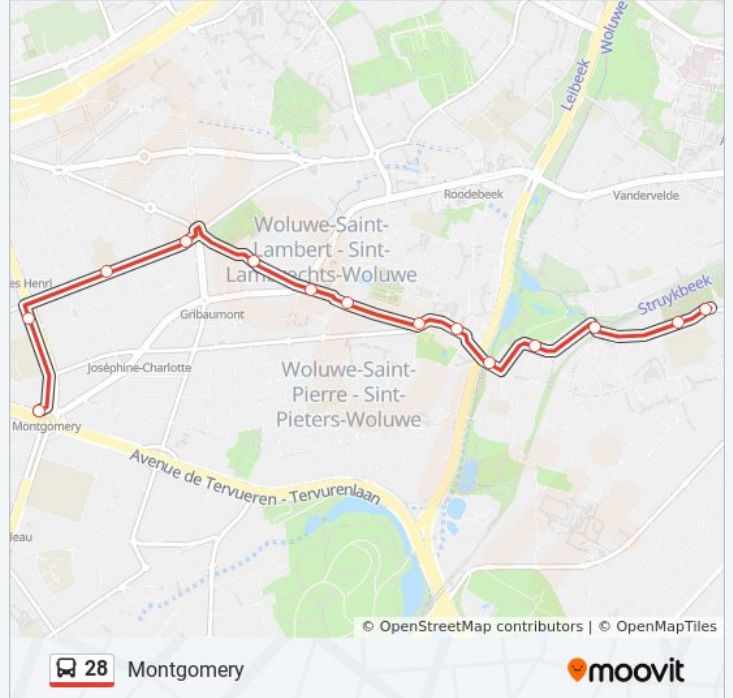 Leibeek
Woluwe
Roodebeek
Vandervelde
Woluwe-Saint-
Lambert - Sint-
Lambrechts-Woluwe
Struykbeek
es Henri
Gribaumont
Joséphine-Charlotte
Woluwe-Saint-
Pierre - Sint-
Pieters-Woluwe
Montgomery
Avenue de Tervueren - Tervurenlaan
leau
© OpenStreetMap contributors | © OpenMapTiles
28 Montgomery
moovit